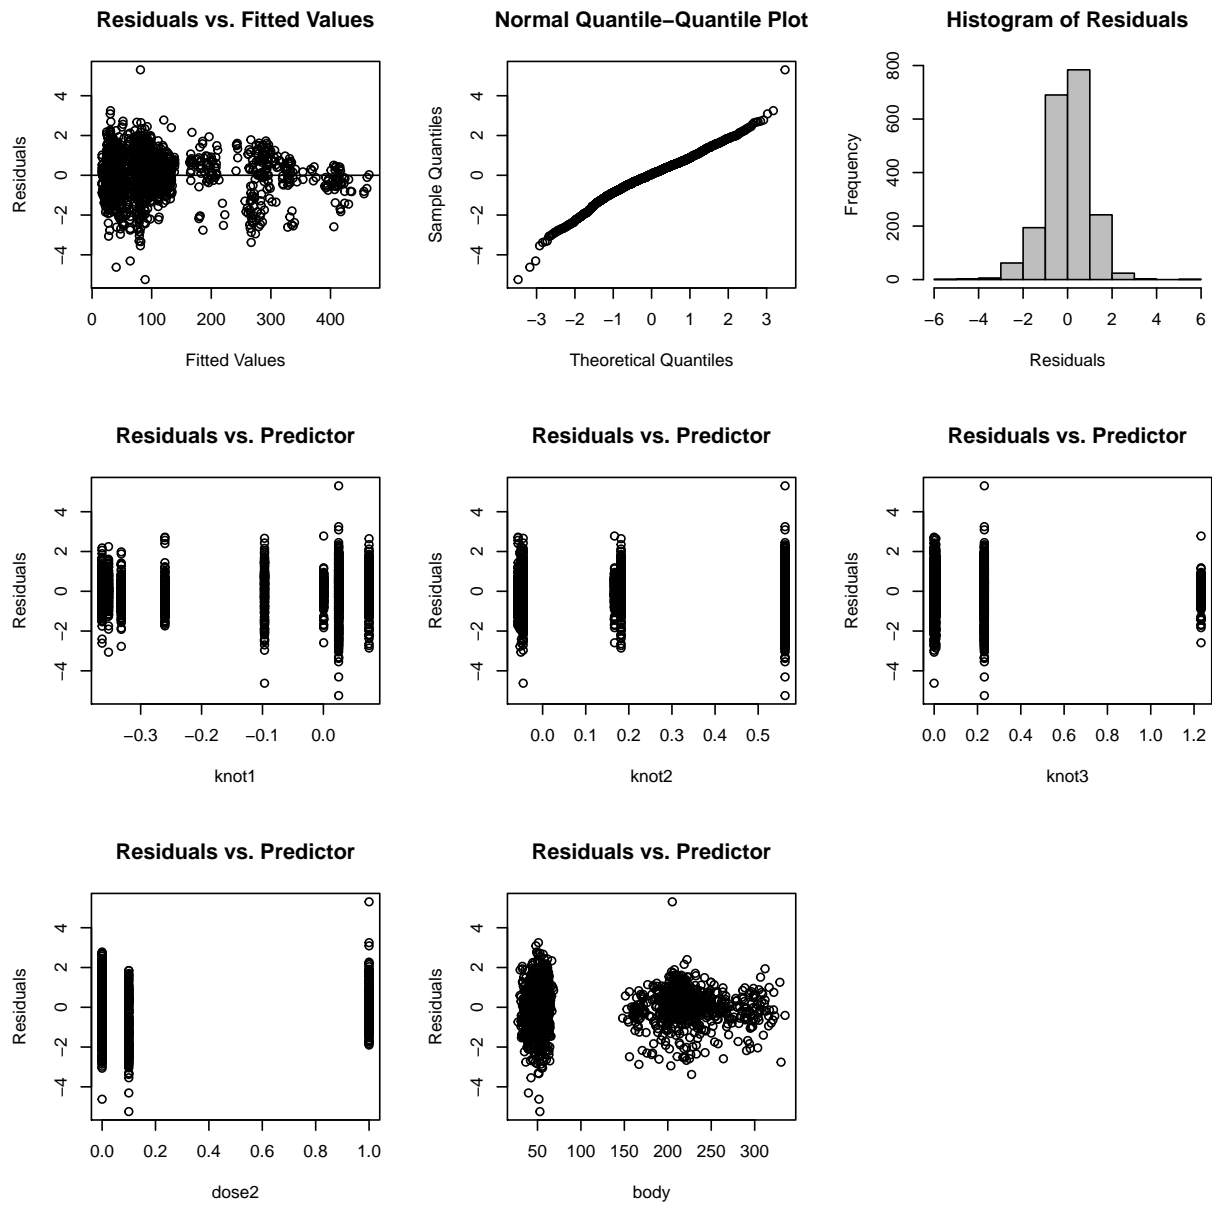 Residuals vs. Fitted Values
Residuals
4
2
0
−2
−4
0 100 200 300 400
Fitted Values
Normal Quantile−Quantile Plot
Sample Quantiles
4
2
0
−2
−4
−3 −2 −1 0 1 2 3
Theoretical Quantiles
Histogram of Residuals
Frequency
800
600
400
200
0
−6 −4 −2 0 2 4 6
Residuals
Residuals vs. Predictor
Residuals
4
2
0
−2
−4
−0.3 −0.2 −0.1 0.0
knot1
Residuals vs. Predictor
Residuals
4
2
0
−2
−4
0.0 0.1 0.2 0.3 0.4 0.5
knot2
Residuals vs. Predictor
Residuals
4
2
0
−2
−4
0.0 0.2 0.4 0.6 0.8 1.0 1.2
knot3
Residuals vs. Predictor
Residuals
4
2
0
−2
−4
0.0 0.2 0.4 0.6 0.8 1.0
dose2
Residuals vs. Predictor
Residuals
4
2
0
−2
−4
50 100 150 200 250 300
body